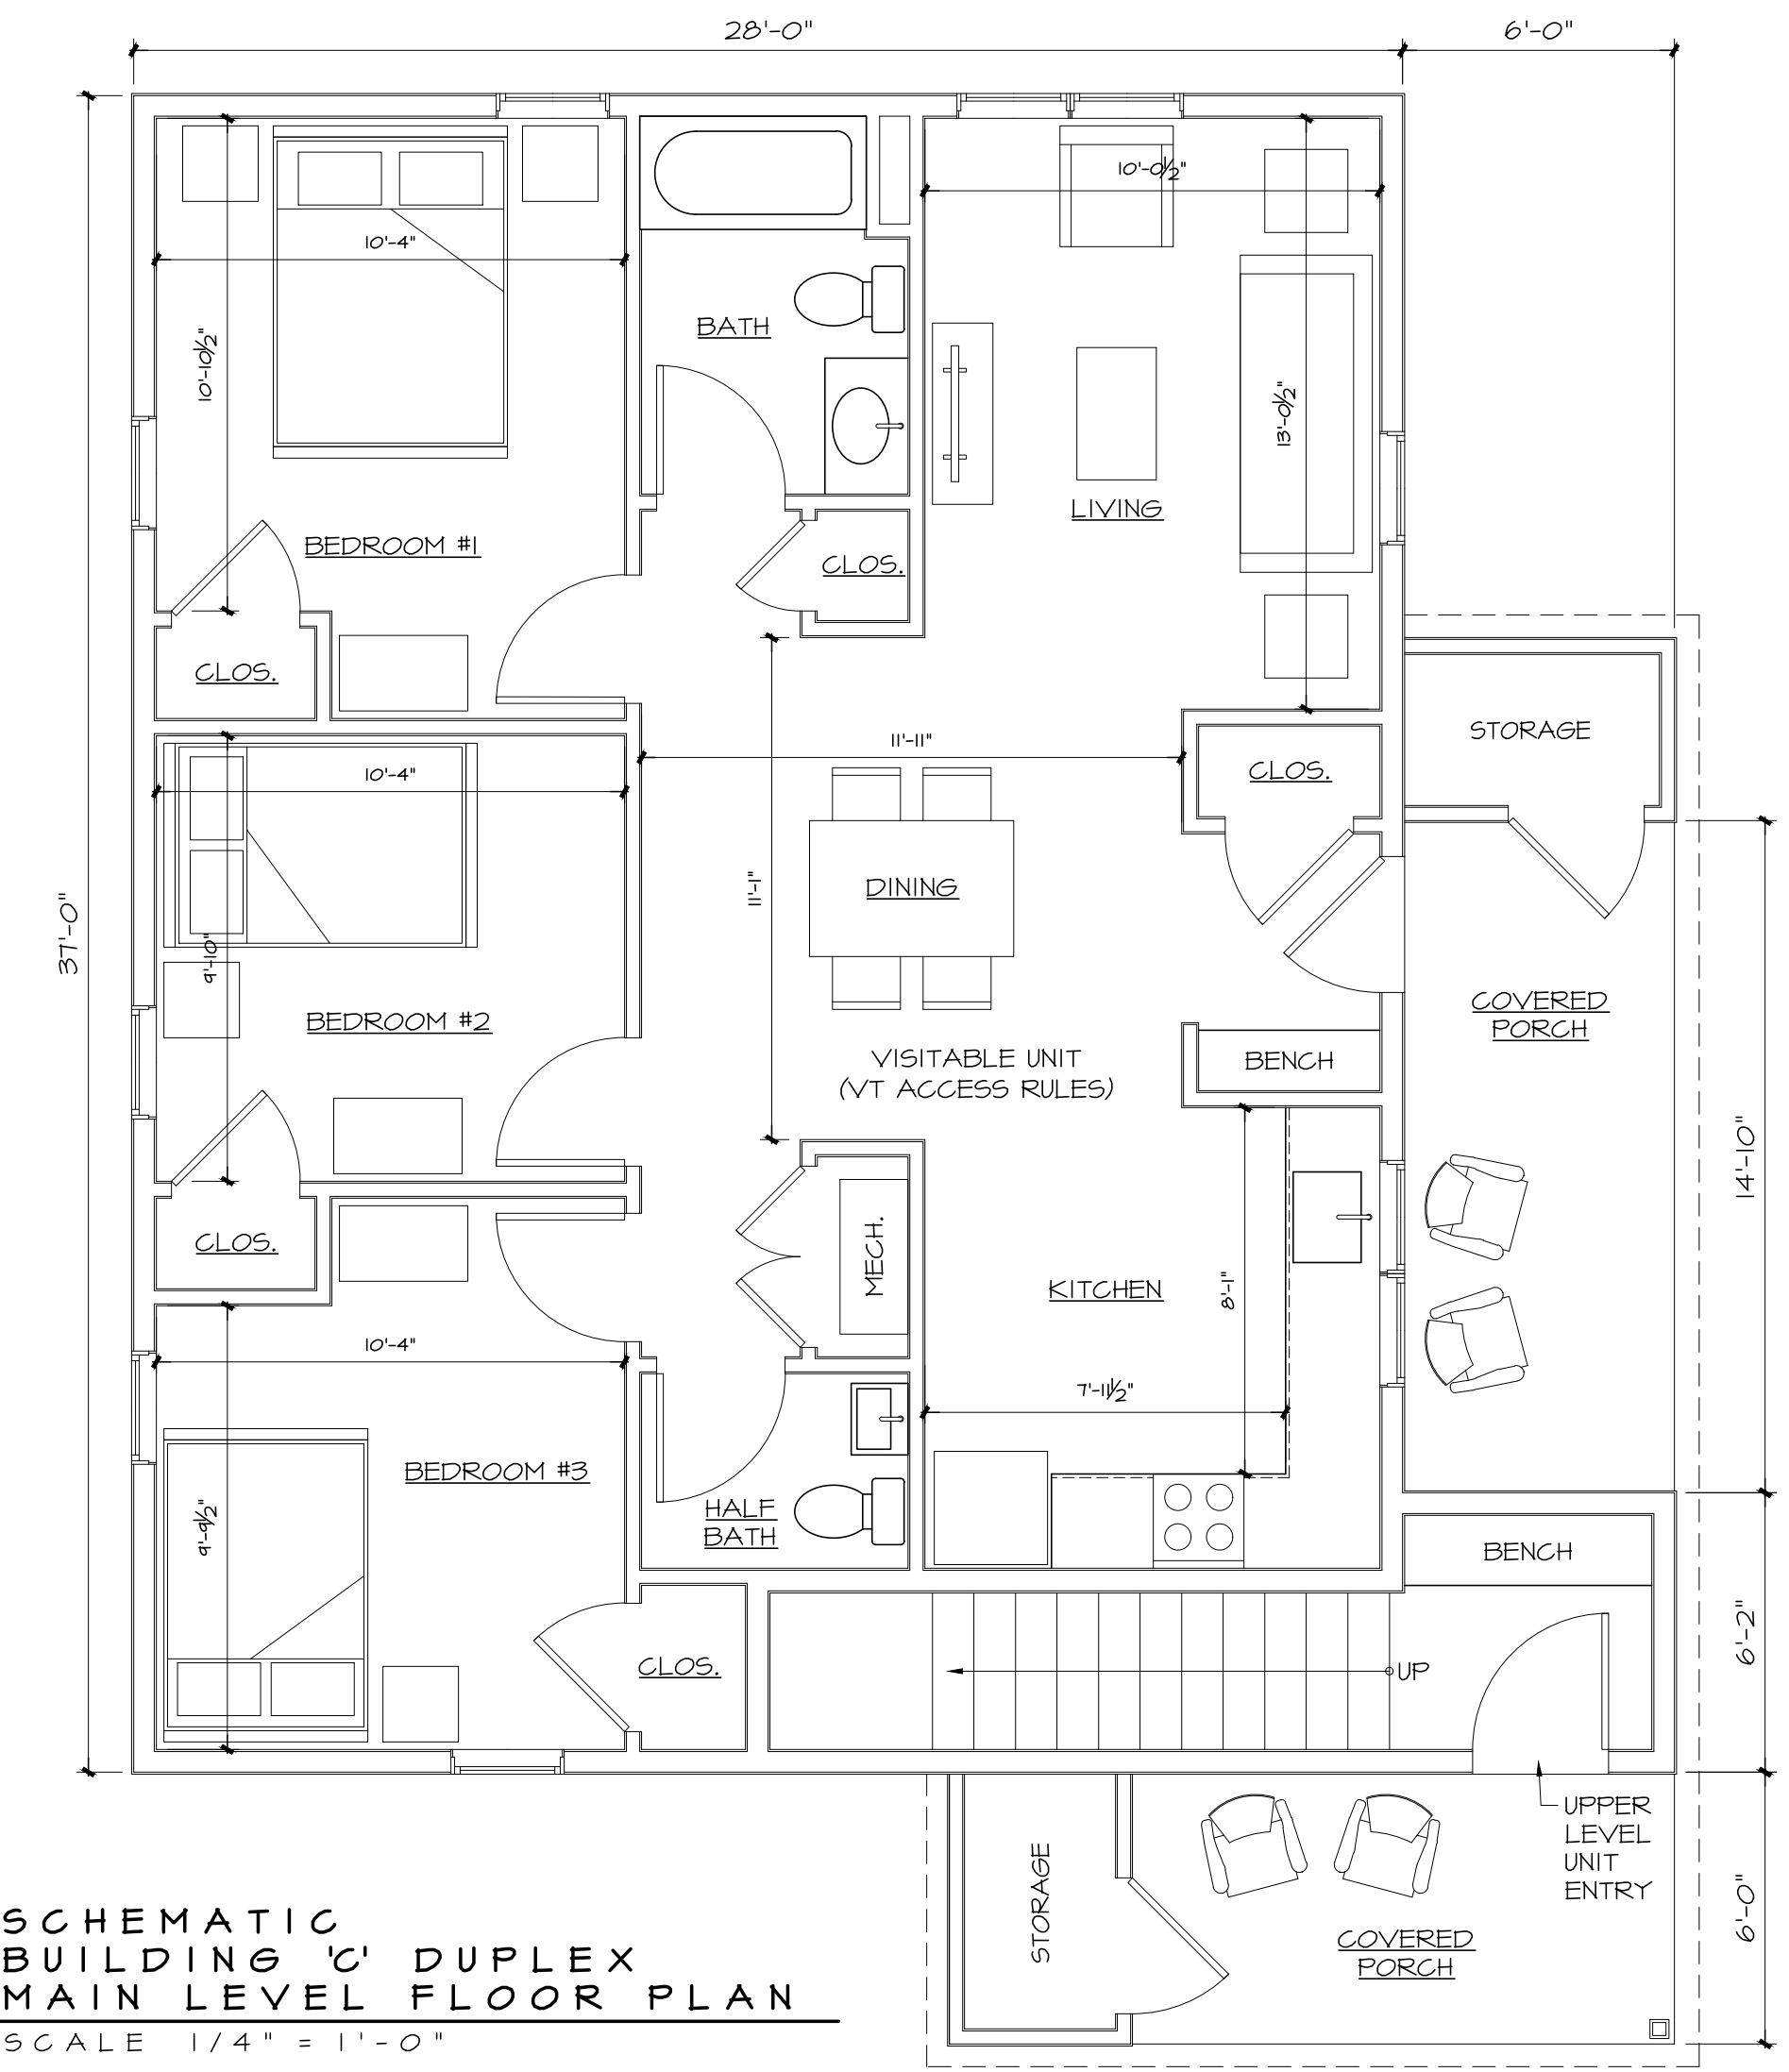 28'-0"
6'-0"
10'-0½"
10'-4"
BATH
10'-10½"
13'-0½"
LIVING
BEDROOM #1
CLOS.
CLOS.
STORAGE
11'-11"
CLOS.
10'-4"
DINING
11'-1"
37'-0"
9'-10"
COVERED
PORCH
BEDROOM #2
VISITABLE UNIT
(VT ACCESS RULES)
BENCH
14'-10"
CLOS.
MECH.
KITCHEN
8'-1"
10'-4"
7'-11½"
BEDROOM #3
9'-9½"
HALF
BATH
BENCH
6'-2"
CLOS.
UP
UPPER
LEVEL
UNIT
ENTRY
STORAGE
COVERED
PORCH
6'-0"
SCHEMATIC
BUILDING 'C' DUPLEX
MAIN LEVEL FLOOR PLAN
SCALE 1/4" = 1'-0"